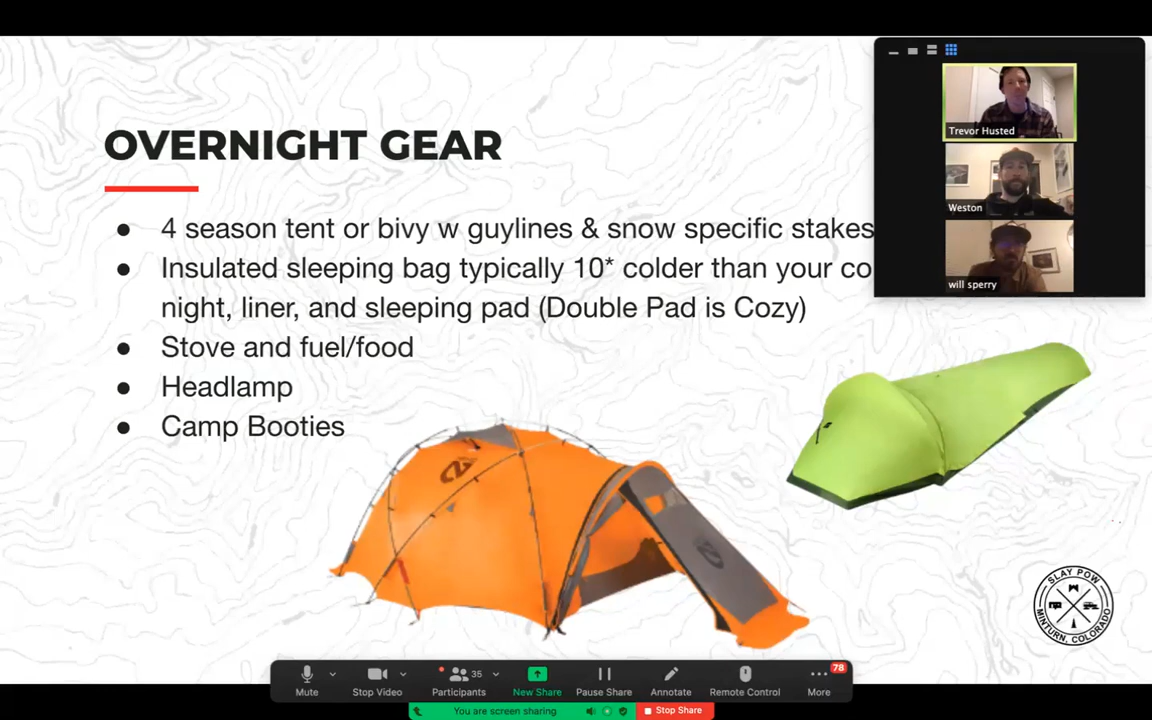 OVERNIGHT GEAR
● 4 season tent or bivy w guylines & snow specific stakes
● Insulated sleeping bag typically 10* colder than your
night, liner, and sleeping pad (Double Pad is Cozy)
● Stove and fuel/food
● Headlamp
● Camp Booties
Trevor Husted
Weston
will sperry
SLAY POW
MINTURN, COLORADO
35
78
Mute
Stop Video
Participants
New Share
Pause Share
Annotate
Remote Control
More
You are screen sharing
Stop Share